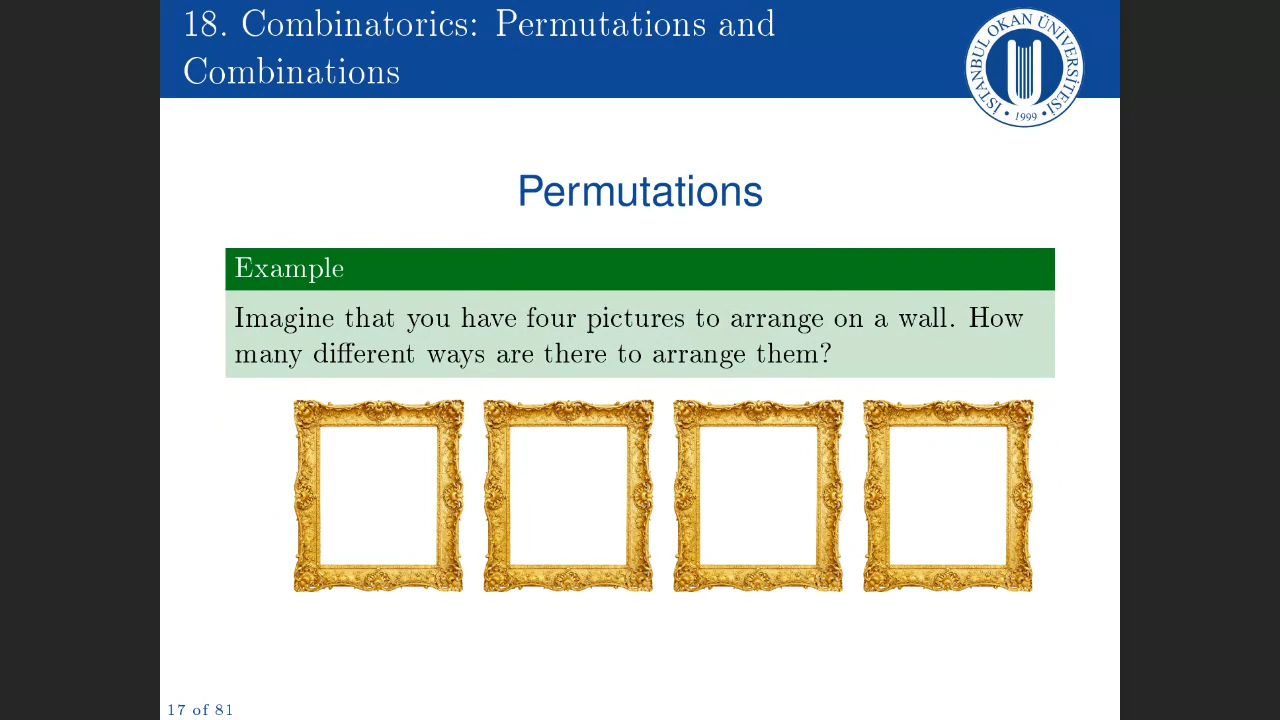 18. Combinatorics: Permutations and
Combinations
İSTANBUL OKAN ÜNİVERSİTESİ
1999
Permutations
Example
Imagine that you have four pictures to arrange on a wall. How
many different ways are there to arrange them?
17 of 81